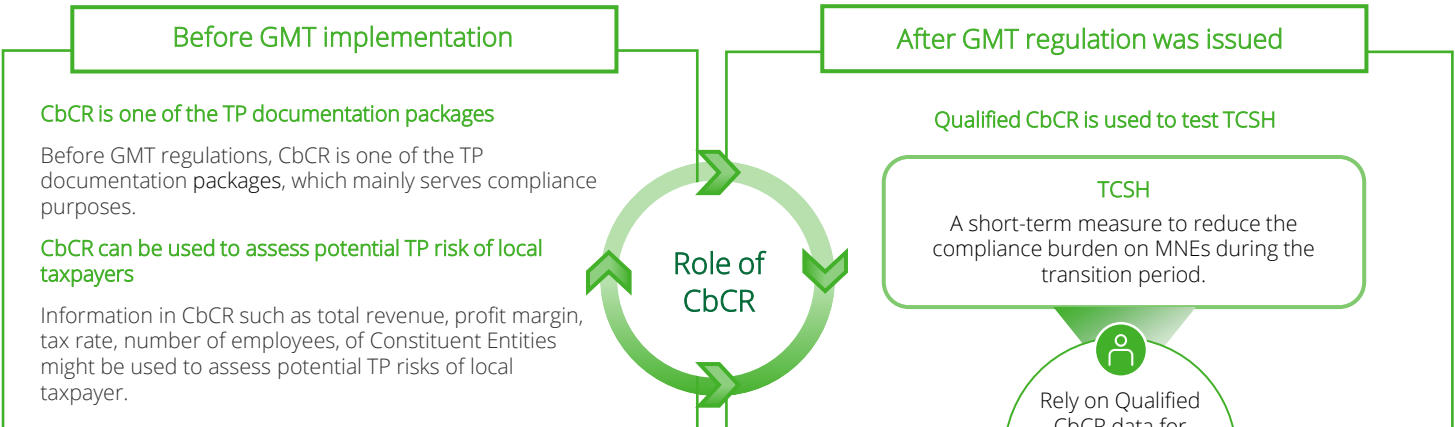 Before GMT implementation
CbCR is one of the TP documentation packages
Before GMT regulations, CbCR is one of the TP
documentation packages, which mainly serves compliance
purposes.
CbCR can be used to assess potential TP risk of local
taxpayers
Information in CbCR such as total revenue, profit margin,
tax rate, number of employees, of Constituent Entities
might be used to assess potential TP risks of local
taxpayer.
Role of
CbCR
After GMT regulation was issued
Qualified CbCR is used to test TCSH
TCSH
A short-term measure to reduce the
compliance burden on MNEs during the
transition period.
Rely on Qualified
CbCR data for